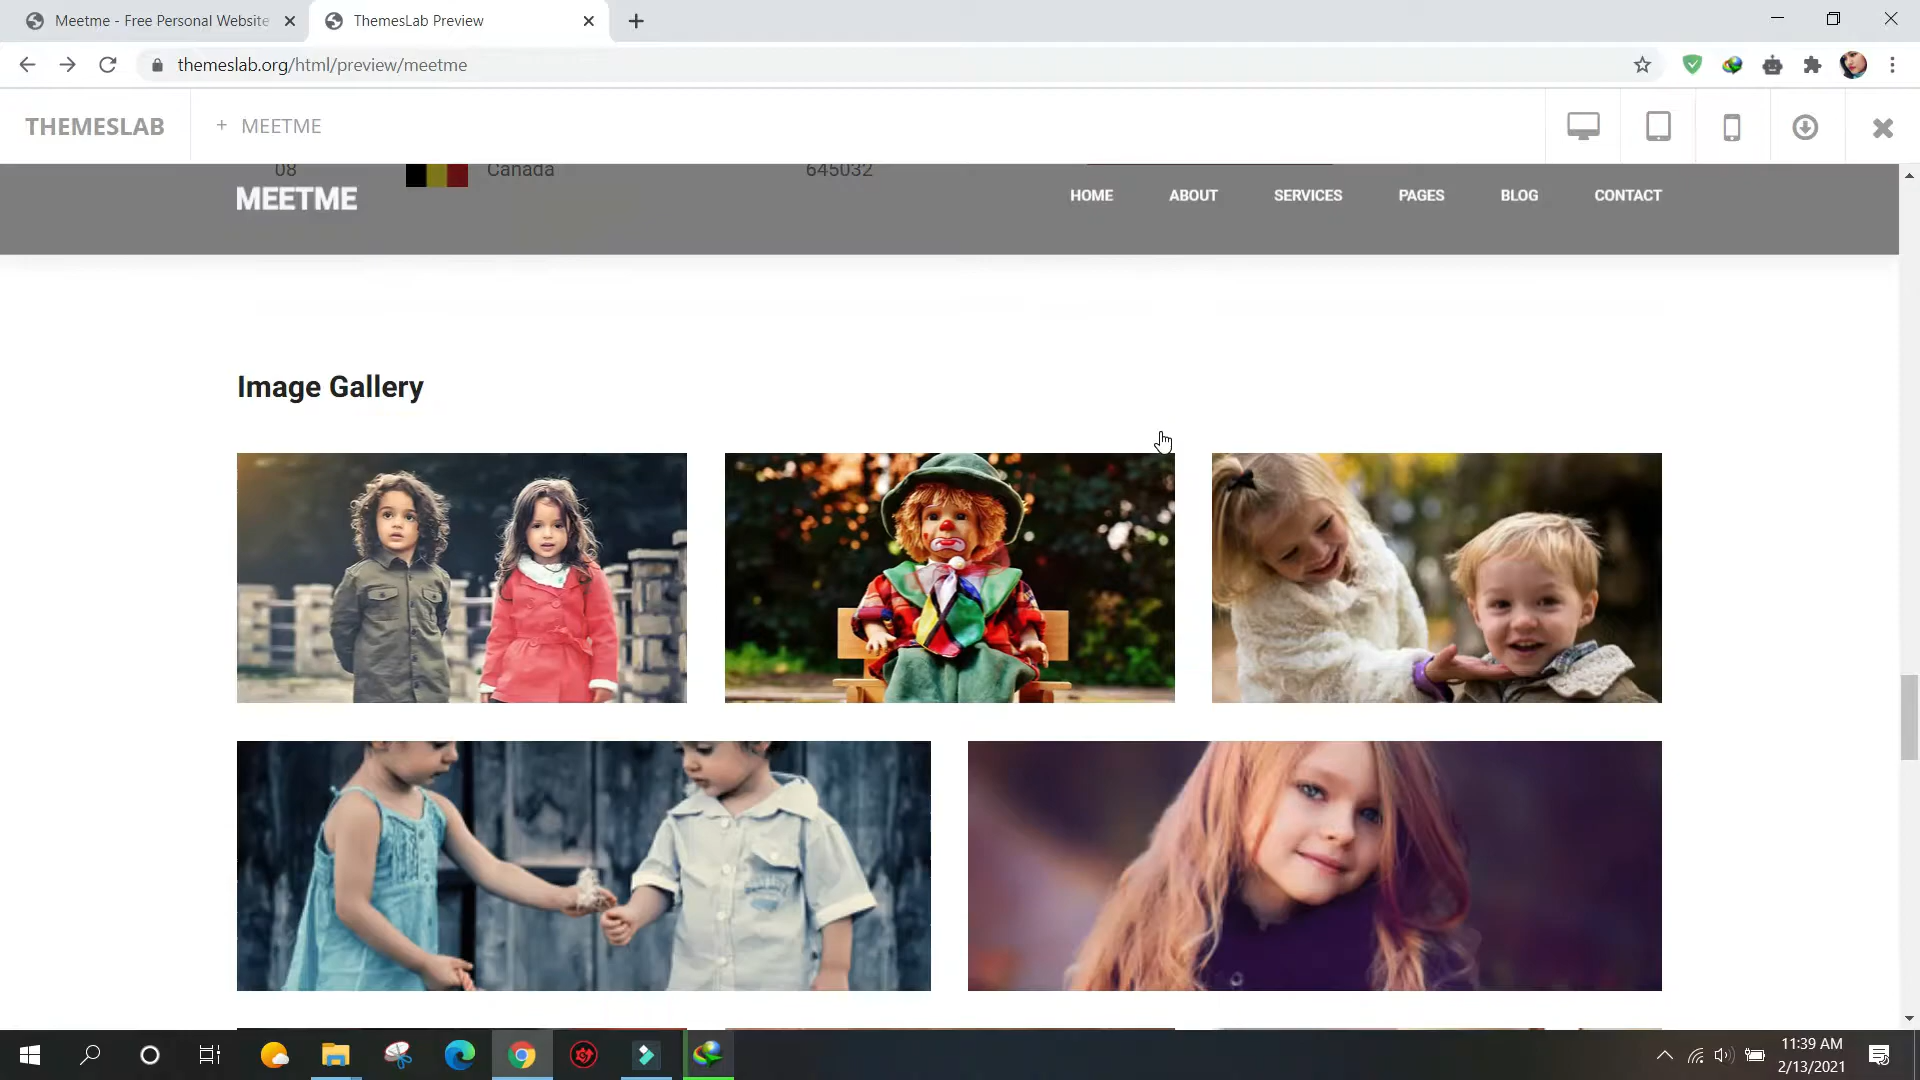 Meetme - Free Personal Website
ThemesLab Preview
themeslab.org/html/preview/meetme
THEMESLAB
+ MEETME
08
Canada
645032
MEETME
HOME
ABOUT
SERVICES
PAGES
BLOG
CONTACT
Image Gallery
11:39 AM
2/13/2021